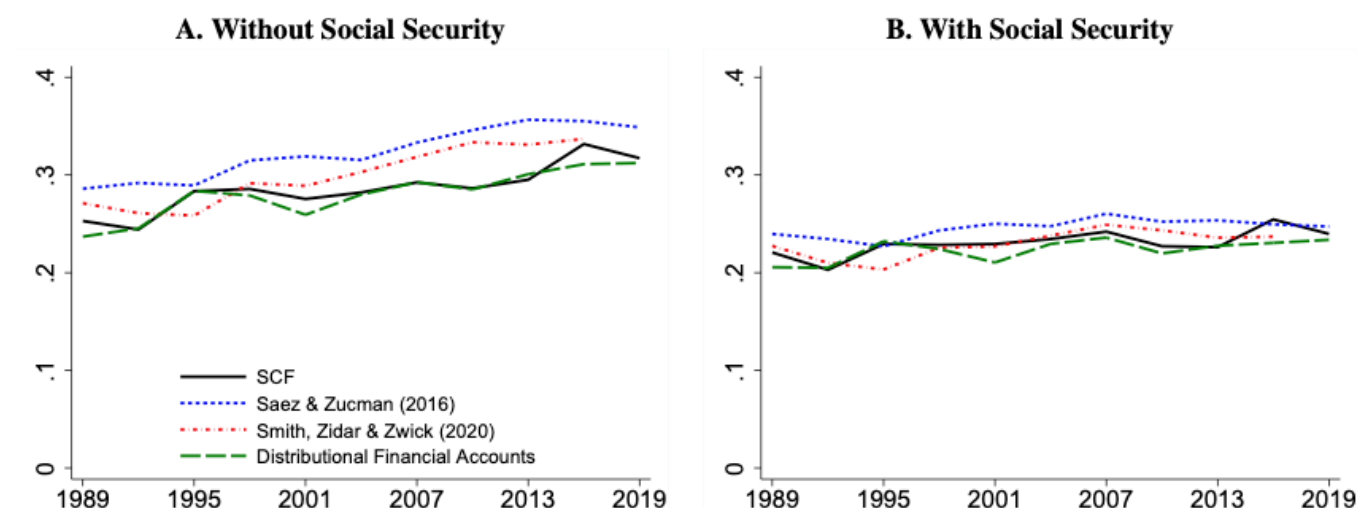 A. Without Social Security
.4
.3
.2
.1
0
SCF
Saez & Zucman (2016)
Smith, Zidar & Zwick (2020)
Distributional Financial Accounts
1989 1995 2001 2007 2013 2019
B. With Social Security
.4
.3
.2
.1
0
1989 1995 2001 2007 2013 2019